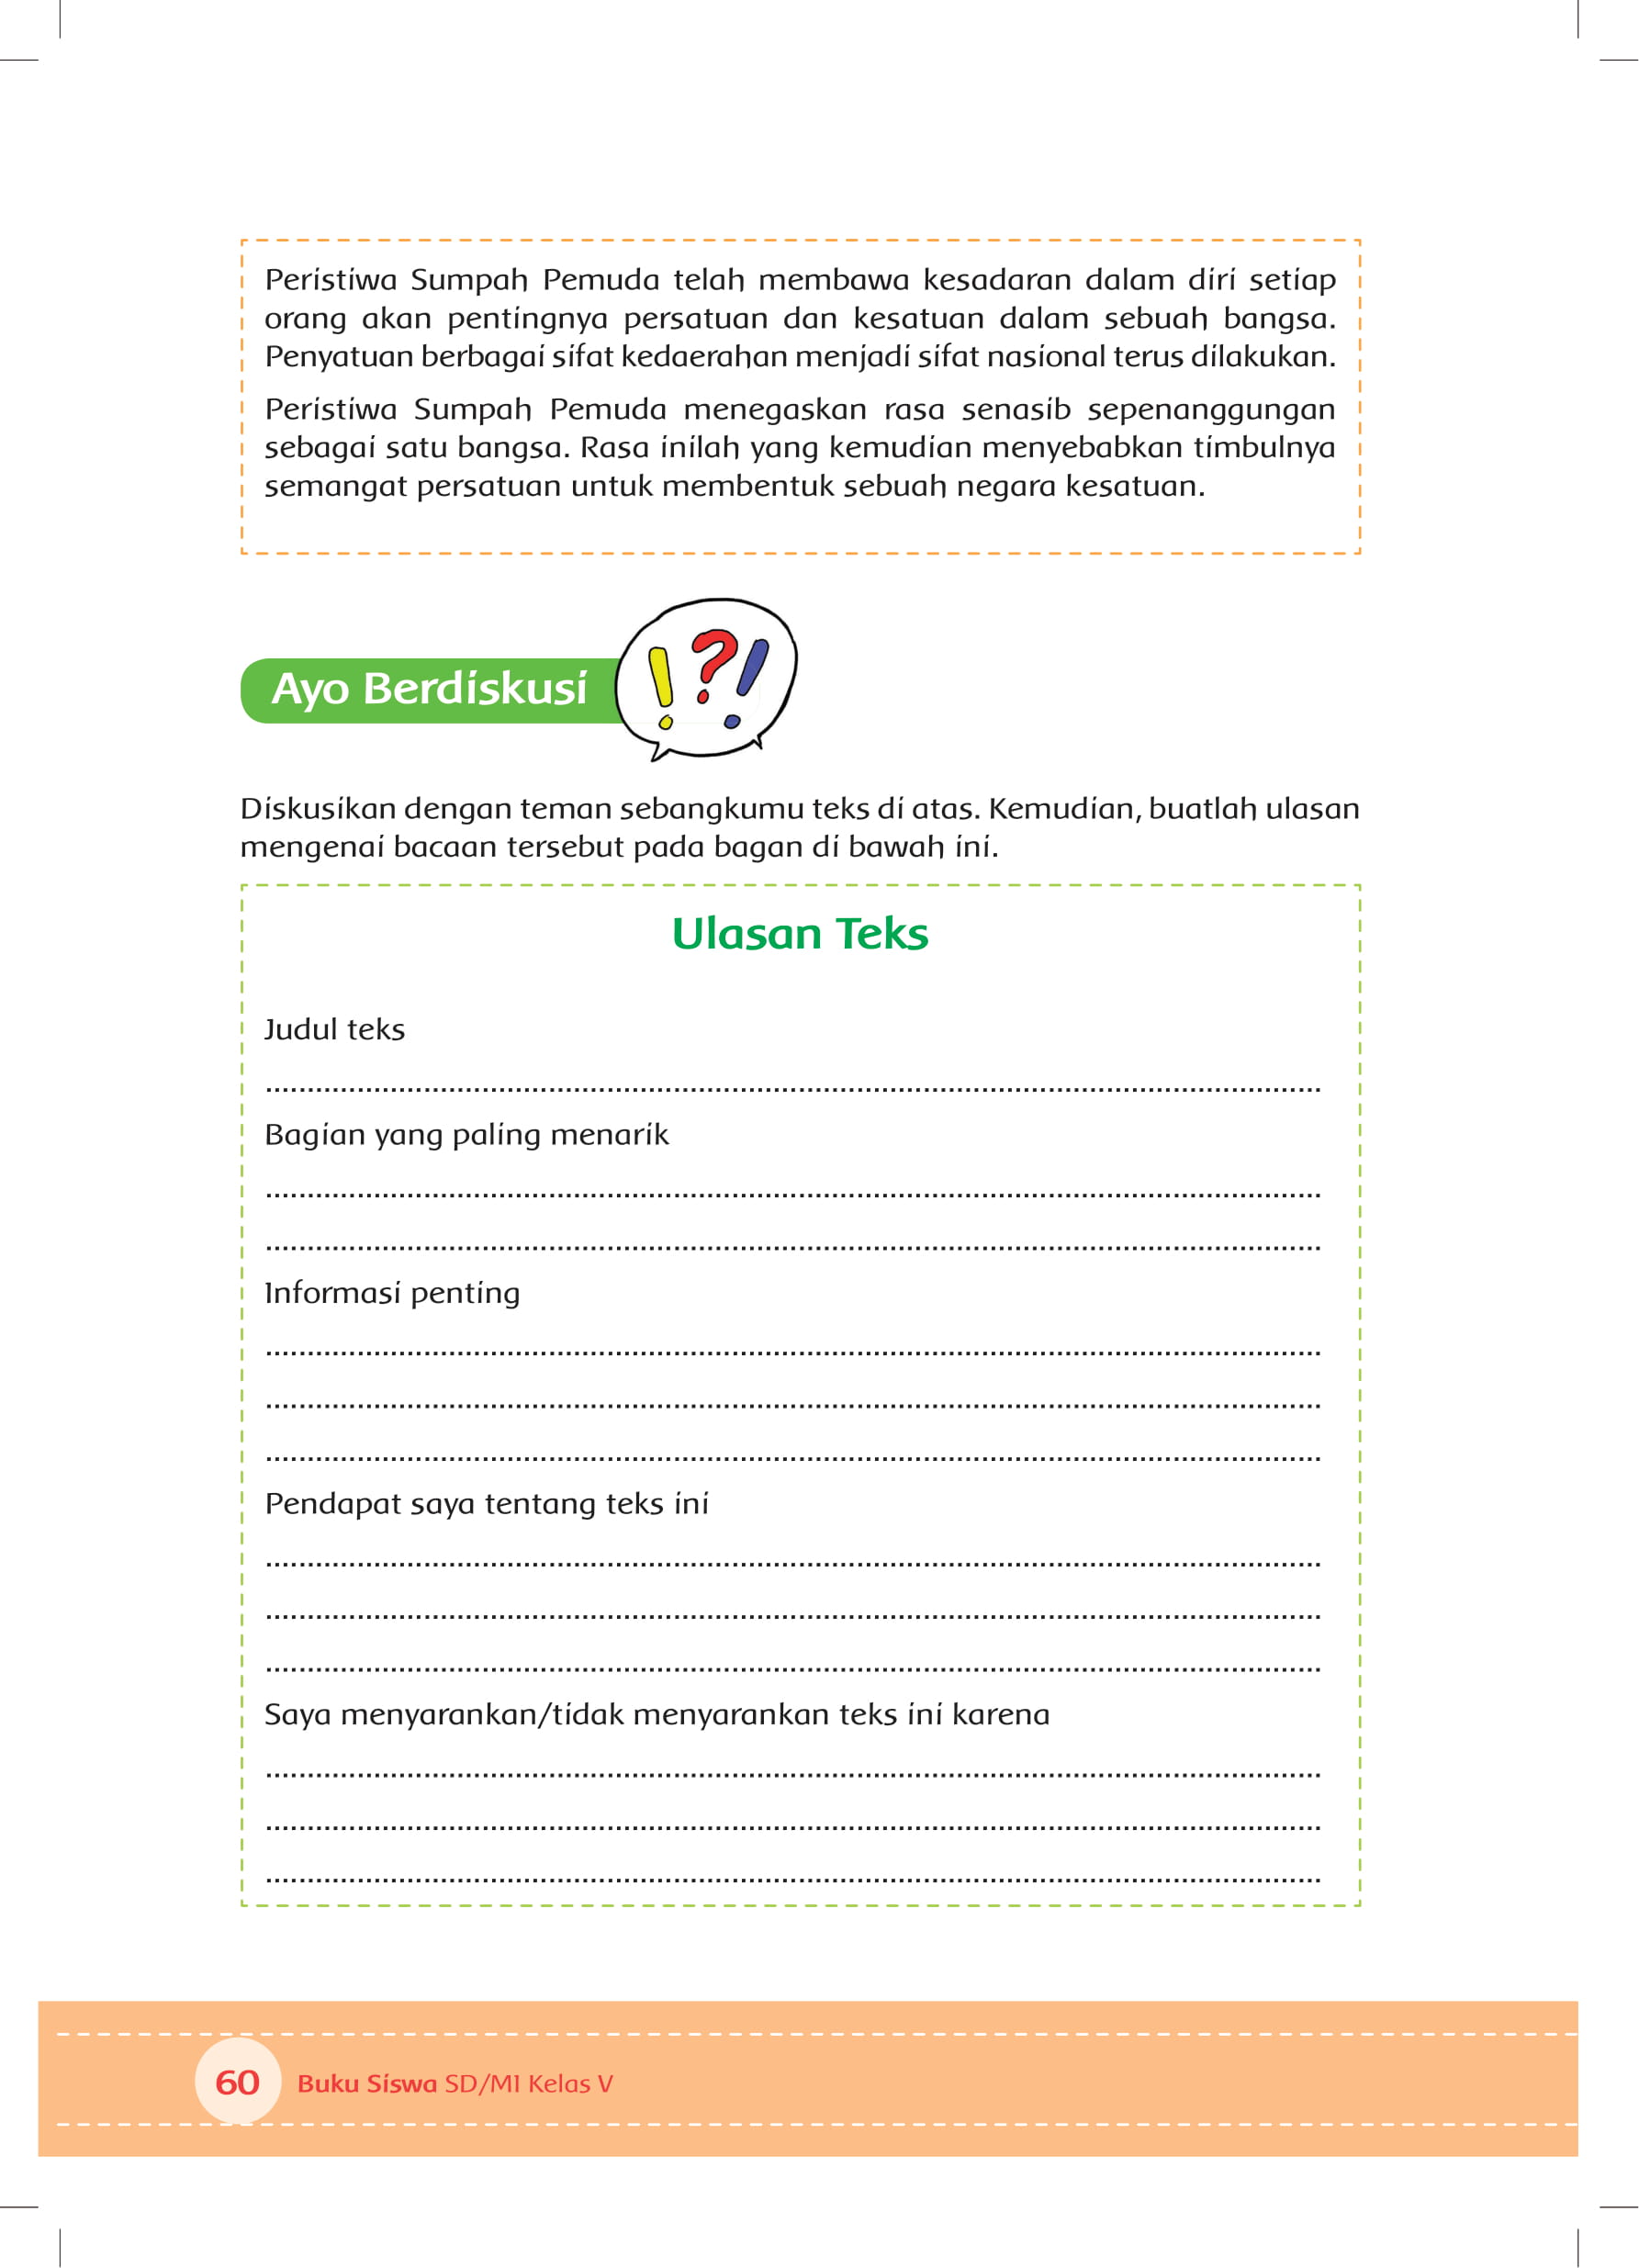 Peristiwa Sumpah Pemuda telah membawa kesadaran dalam diri setiap
orang akan pentingnya persatuan dan kesatuan dalam sebuah bangsa.
Penyatuan berbagai sifat kedaerahan menjadi sifat nasional terus dilakukan.
Peristiwa Sumpah Pemuda menegaskan rasa senasib sepenanggungan
sebagai satu bangsa. Rasa inilah yang kemudian menyebabkan timbulnya
semangat persatuan untuk membentuk sebuah negara kesatuan.
Ayo Berdiskusi
!?!
Diskusikan dengan teman sebangkumu teks di atas. Kemudian, buatlah ulasan
mengenai bacaan tersebut pada bagan di bawah ini.
Ulasan Teks
Judul teks
Bagian yang paling menarik
Informasi penting
Pendapat saya tentang teks ini
Saya menyarankan/tidak menyarankan teks ini karena
60 Buku Siswa SD/MI Kelas V